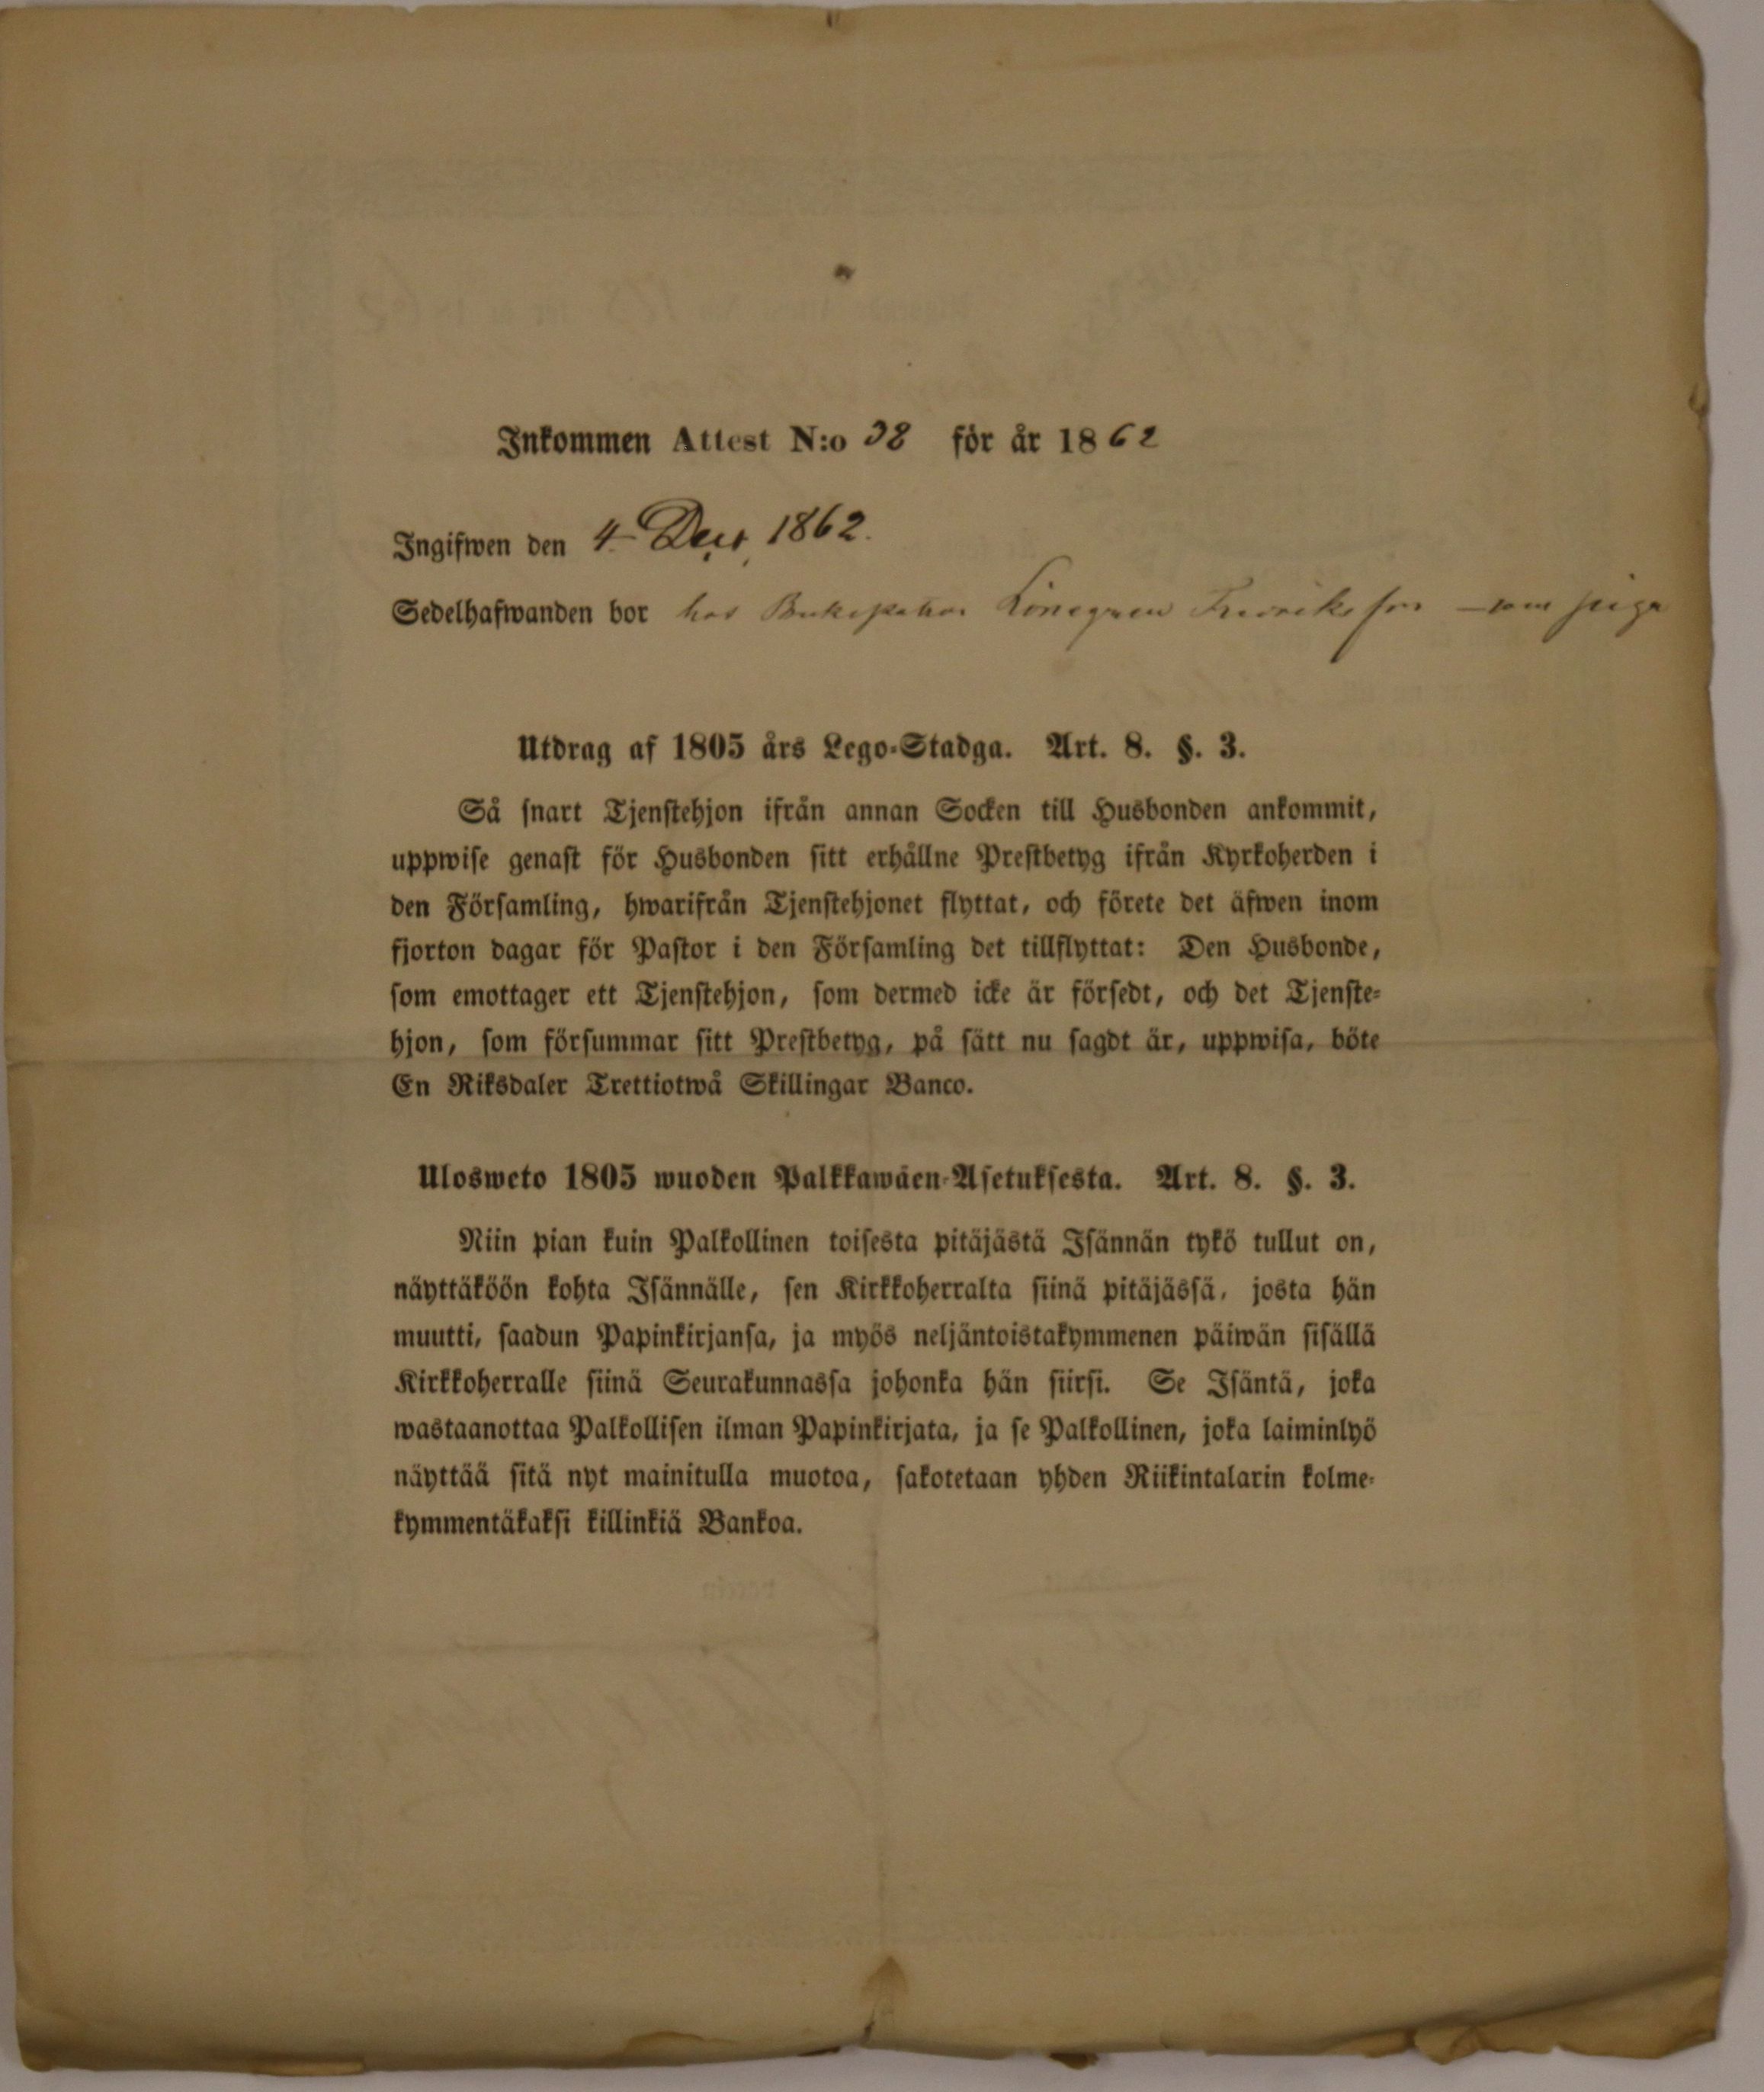 Inkommen Attest N:o 38 för år 1862
Ingifwen den 4 Dec. 1862.
Sedelhafwanden bor hos som piga
Utdrag af 1805 års Lego-Stadga. Art. 8. §. 3.
Så snart Tjenstehjon ifrån annan Socken till Husbonden ankommit,
uppwise genast för Husbonden sitt erhållne Prestbetyg ifrån Kyrkoherden i
den Församling, hwarifrån Tjenstehjonet flyttat, och förete det äfwen inom
fjorton dagar för Pastor i den Församling det tillflyttat: Den Husbonde,
som emottager ett Tjenstehjon, som dermed icke är försedt, och det Tjenste-
hjon, som försummar sitt Prestbetyg, på sätt nu sagdt är, uppwisa, böte
En Riksdaler Trettiotwå Skillingar Banco.
Ulosweto 1805 wuoden Palkkawäen-Asetuksesta. Art. 8. §. 3.
Niin pian kuin Palkollinen toisesta pitäjästä Isännän tykö tullut on,
näyttäköön kohta Isännälle, sen Kirkkoherralta siinä pitäjässä, josta hän
muutti, saadun Papinkirjansa, ja myös neljäntoistakymmenen päiwän sisällä
Kirkkoherralle siinä Seurakunnassa johonka hän siirsi. Se Isäntä, joka
wastaanottaa Palkollisen ilman Papinkirjata, ja se Palkollinen, joka laiminlyö
näyttää sitä nyt mainitulla muotoa, sakotetaan yhden Riikintalarin kolme-
kymmentäkaksi killinkiä Bankoa.